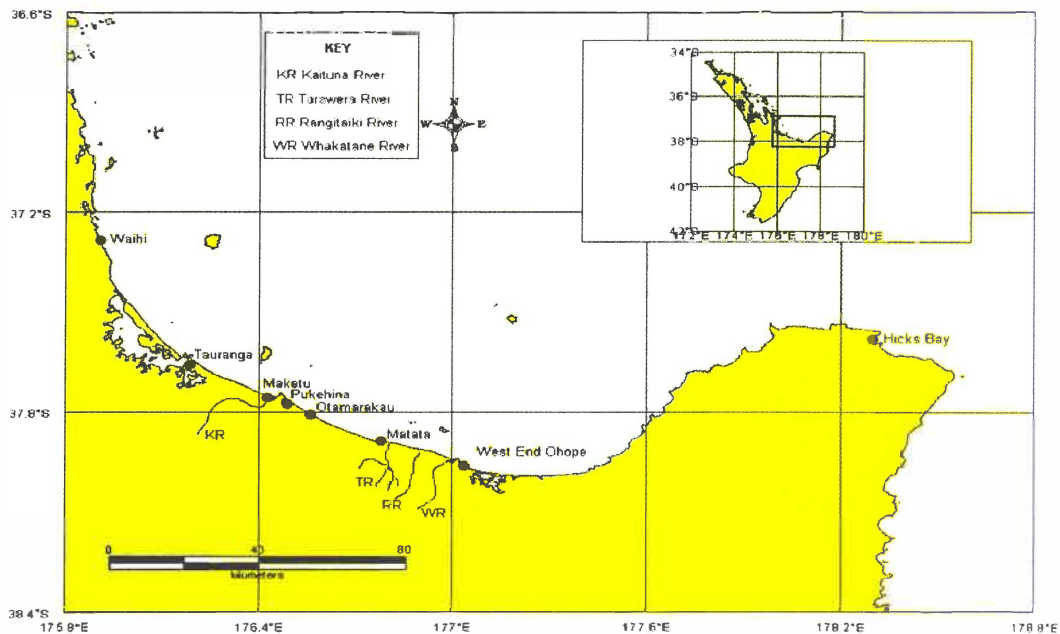 36.6°S
KEY
KR Kaituna River
TR Tarawera River
RR Rangitaiki River
WR Whakatane River
N
W E
S
34°S
36°S
38°S
40°S
42°S
172°E 174°E 176°E 178°E 180°E
37.2°S
Waihi
Tauranga
Hicks Bay
Maketu
Pukehina
Otamarakau
37.8°S
KR
Matata
West End Ohope
TR
RR
WR
0 40 80
kilometers
38.4°S
175.8°E 176.4°E 177°E 177.6°E 178.2°E 178.8°E